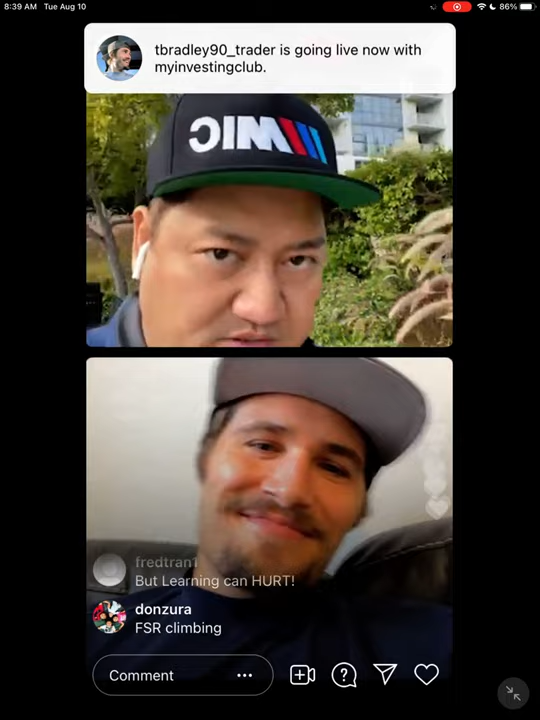 8:39 AM Tue Aug 10
86%
tbradley90_trader is going live now with
myinvestingclub.
MIC
fredtran1
But Learning can HURT!
donzura
FSR climbing
Comment